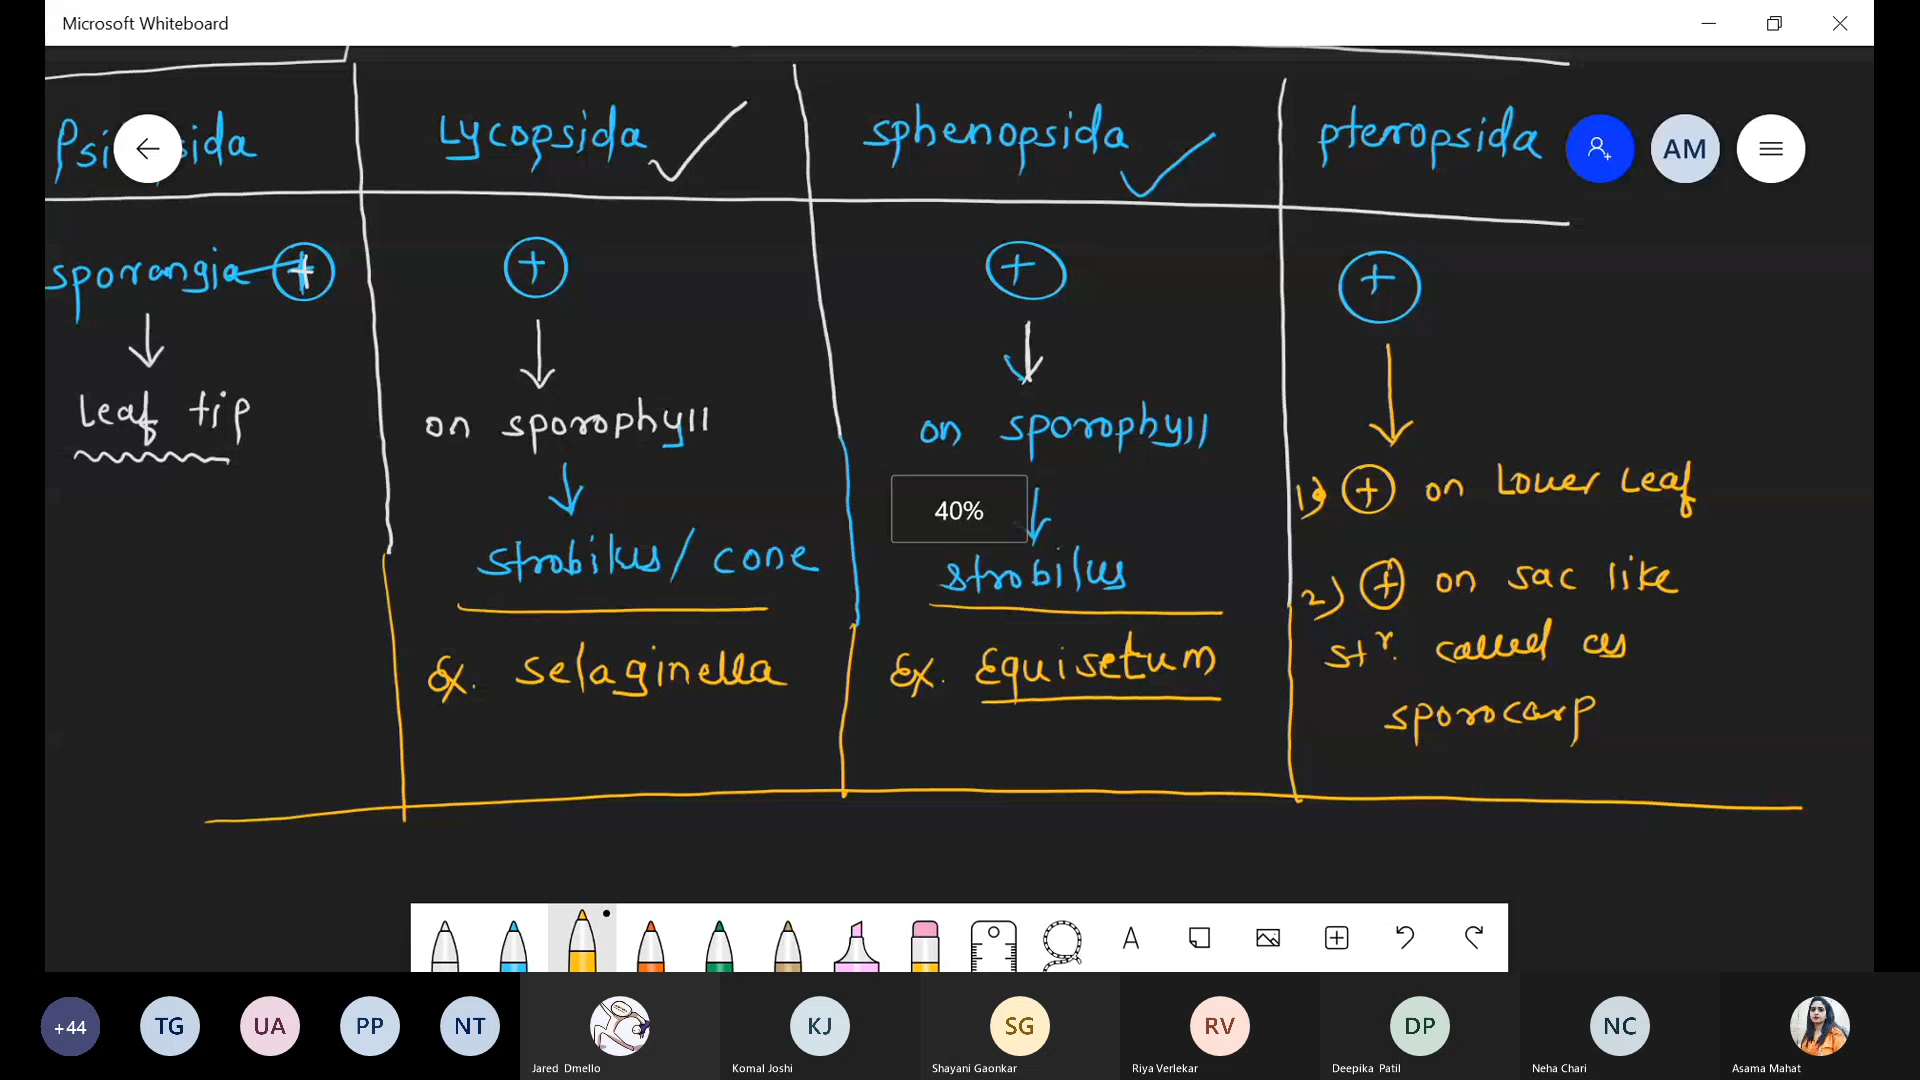 Microsoft Whiteboard
Lycopsida
sphenopsida
pteropsida
AM
sporangia +
+
+
+
Leaf tip
on sporophyll
on sporophyll
1) + on Lower Leaf
40%
strobilus / cone
strobilus
2) + on sac like
str. called as
sporocarp
Ex. Selaginella
Ex. Equisetum
A
+44
TG
UA
PP
NT
KJ
SG
RV
DP
NC
Jared Dmello
Komal Joshi
Shayani Gaonkar
Riya Verlekar
Deepika Patil
Neha Chari
Asama Mahat